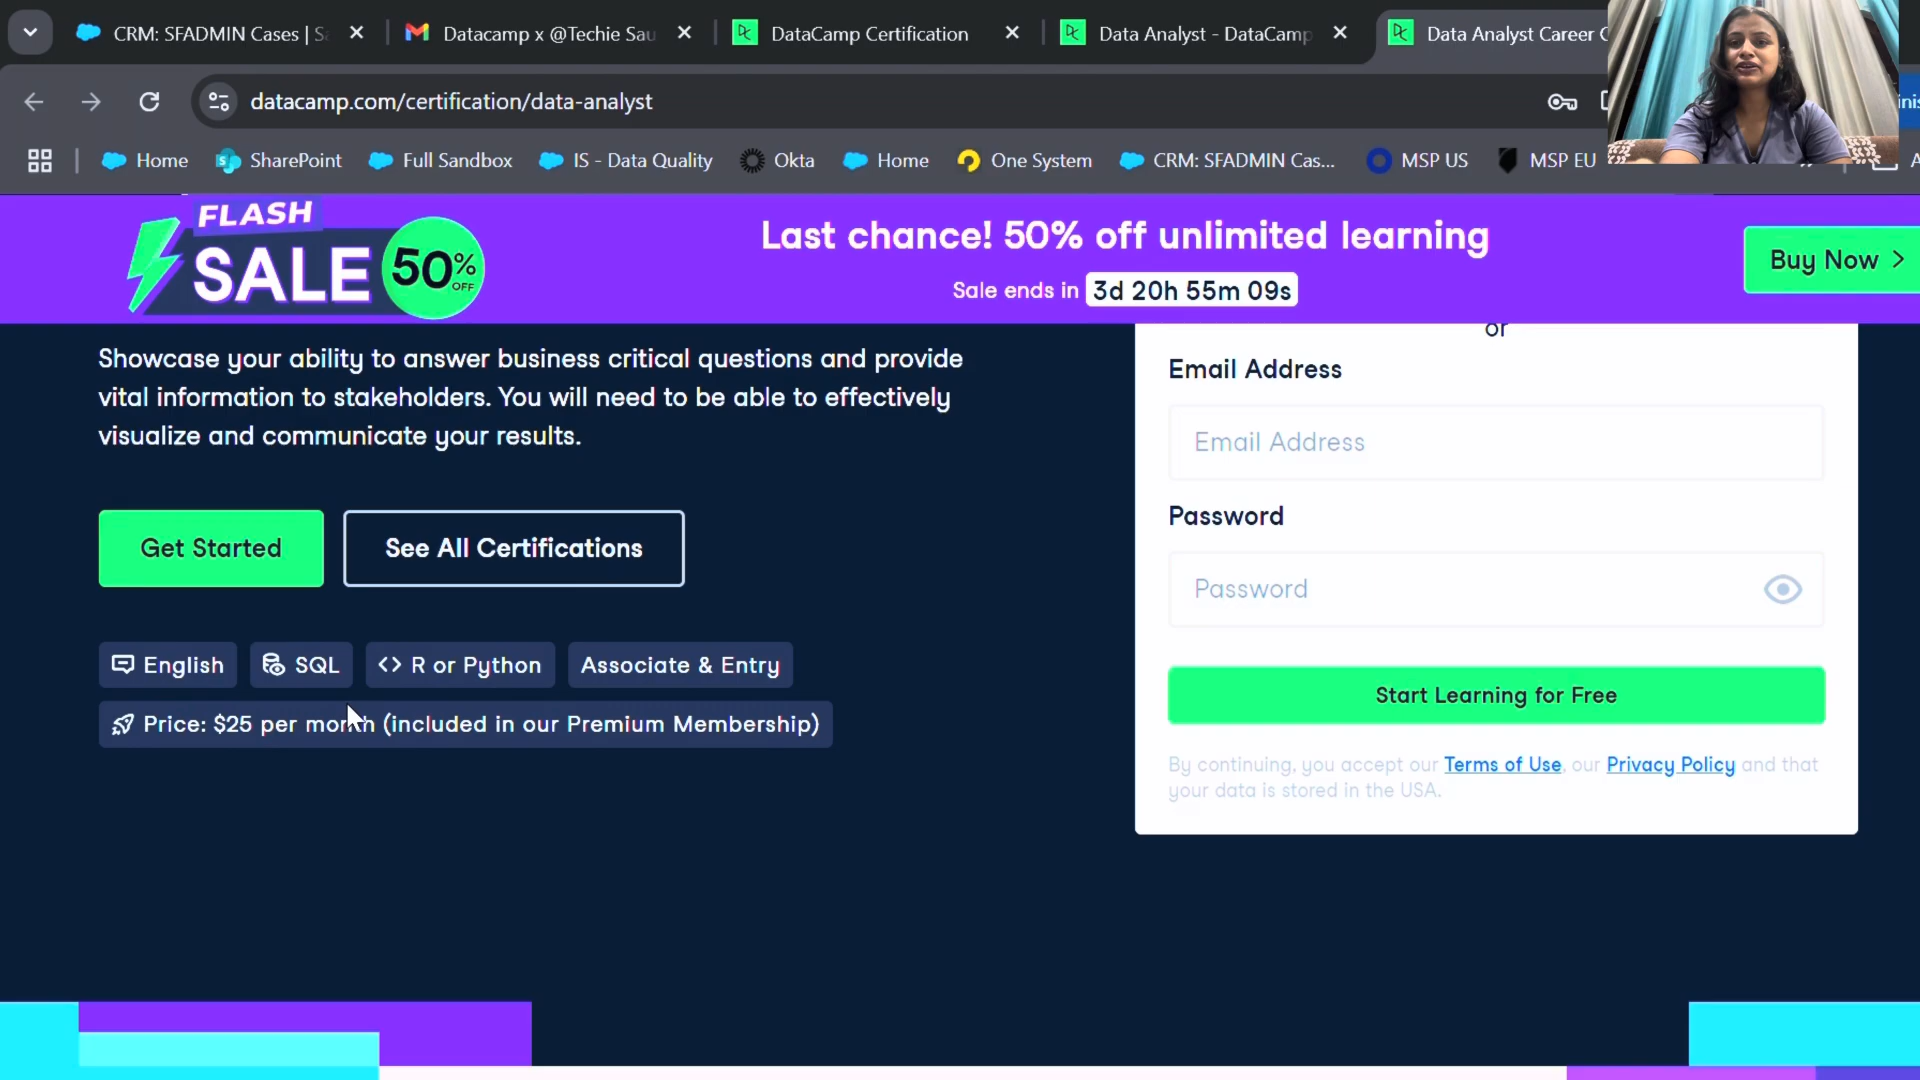 CRM: SFADMIN Cases | Sa
Datacamp x @Techie Sau
DataCamp Certification
Data Analyst - DataCamp
Data Analyst Career C
datacamp.com/certification/data-analyst
Home
SharePoint
Full Sandbox
IS - Data Quality
Okta
Home
One System
CRM: SFADMIN Cas...
MSP US
MSP EU
FLASH
SALE
50%
OFF
Last chance! 50% off unlimited learning
Sale ends in 3d 20h 55m 09s
Buy Now
Showcase your ability to answer business critical questions and provide
vital information to stakeholders. You will need to be able to effectively
visualize and communicate your results.
Get Started
See All Certifications
English
SQL
R or Python
Associate & Entry
Price: $25 per month (included in our Premium Membership)
or
Email Address
Email Address
Password
Password
Start Learning for Free
By continuing, you accept our Terms of Use, our Privacy Policy and that
your data is stored in the USA.